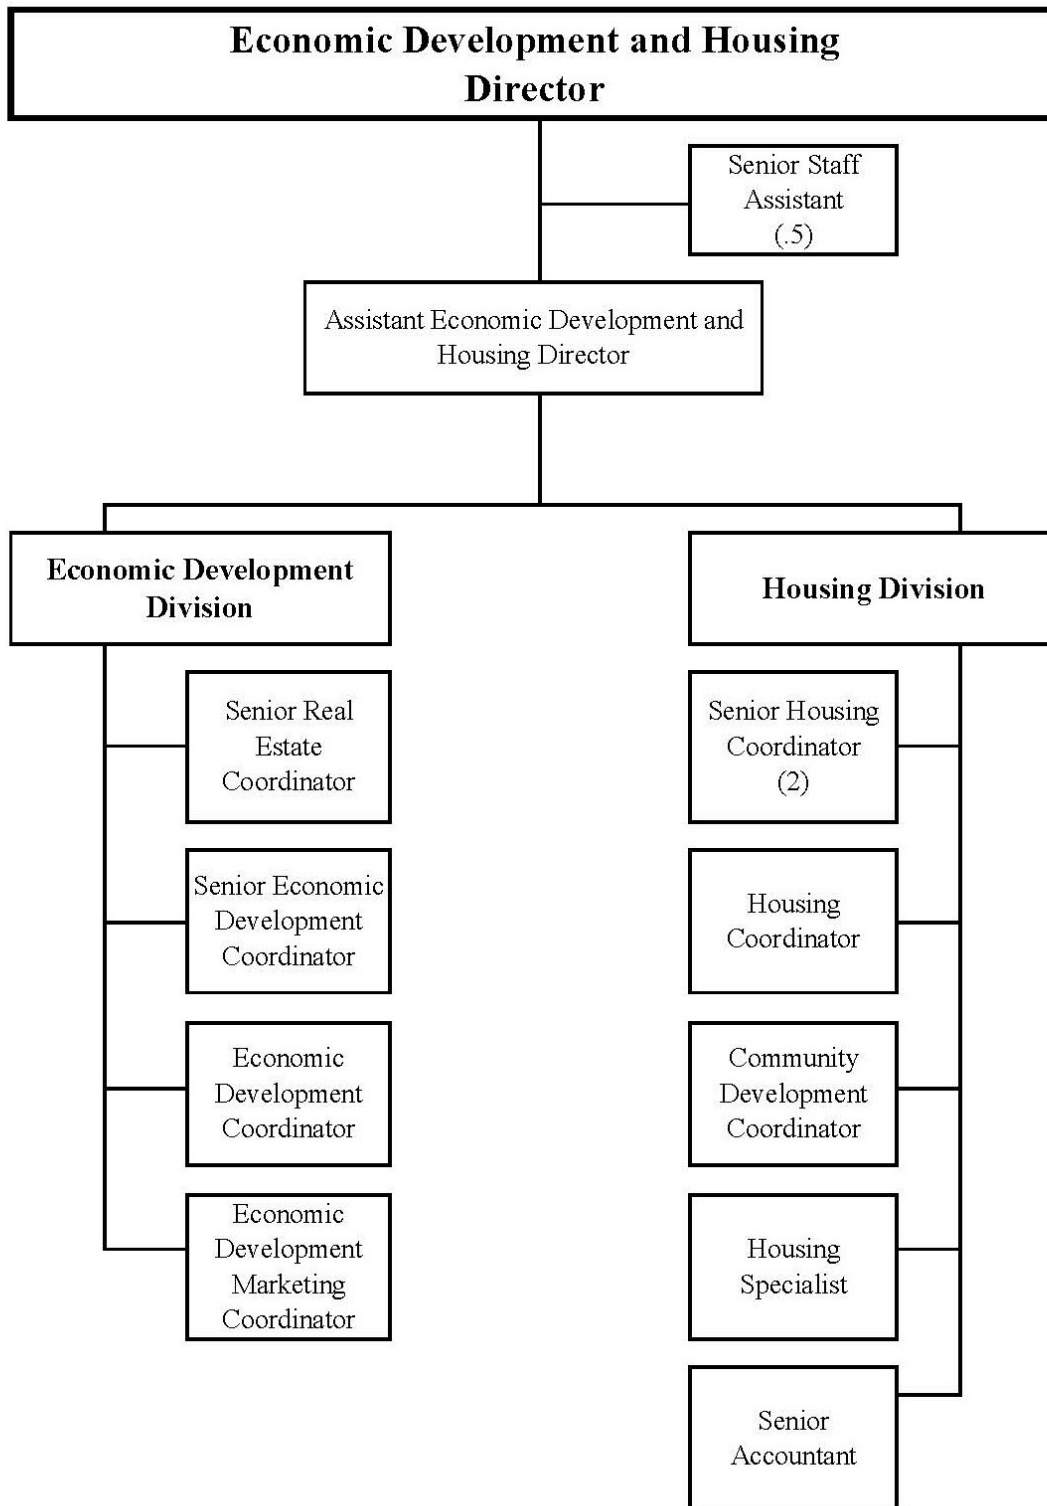 Economic Development and Housing
Director
Senior Staff
Assistant
(.5)
Assistant Economic Development and
Housing Director
Economic Development
Division
Senior Real
Estate
Coordinator
Senior Economic
Development
Coordinator
Economic
Development
Coordinator
Economic
Development
Marketing
Coordinator
Housing Division
Senior Housing
Coordinator
(2)
Housing
Coordinator
Community
Development
Coordinator
Housing
Specialist
Senior
Accountant